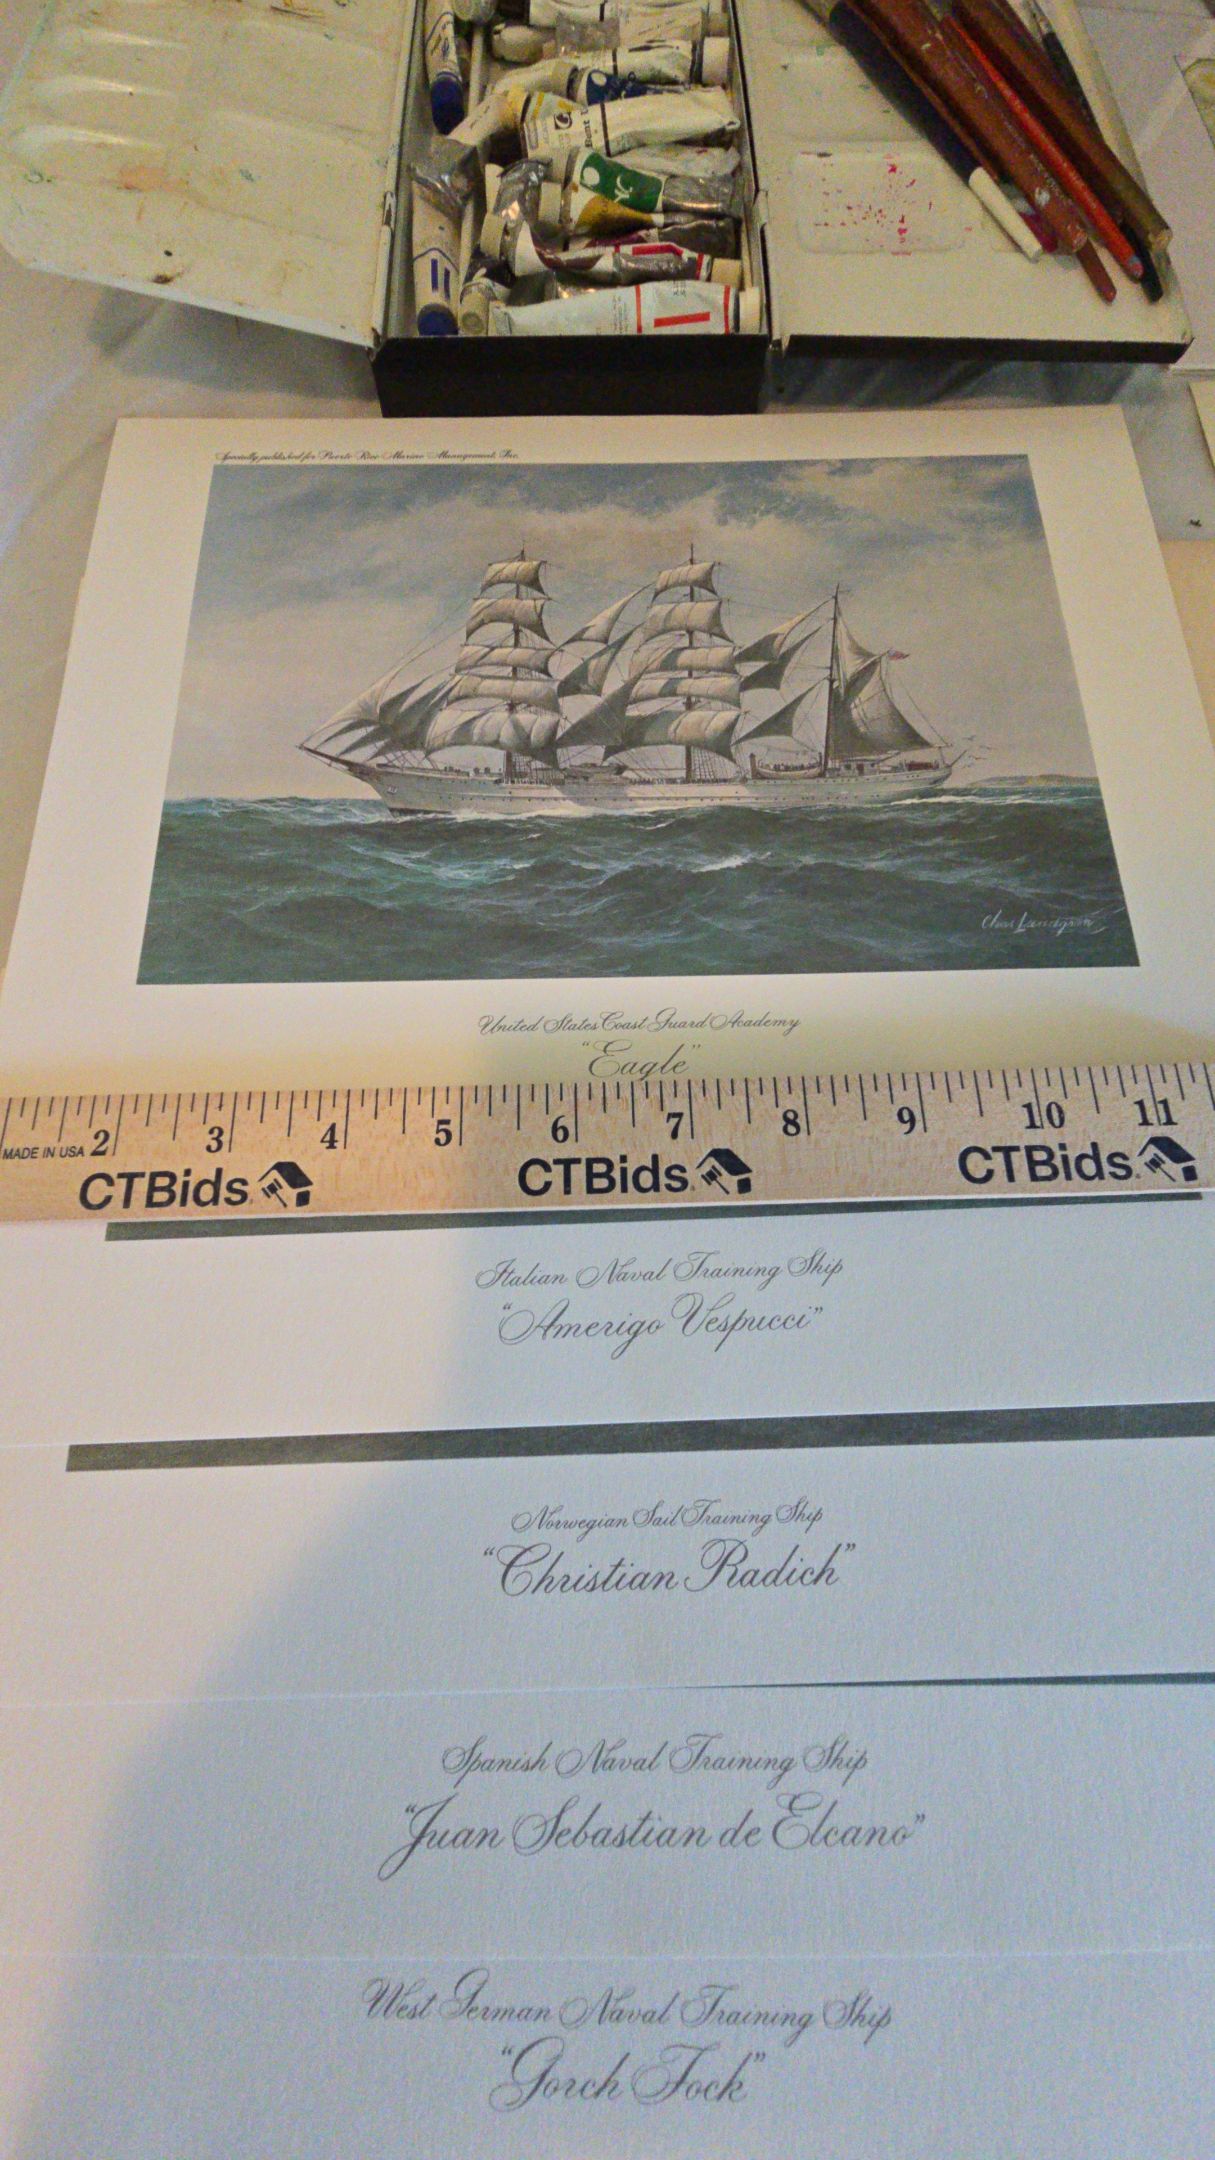 Specially published for Puerto Rico Marine Management, Inc.
Chas Lundgren
United States Coast Guard Academy
"Eagle"
2 3 4 5 6 7 8 9 10 11
MADE IN USA
CTBids CTBids CTBids
Italian Naval Training Ship
"Amerigo Vespucci"
Norwegian Sail Training Ship
"Christian Radich"
Spanish Naval Training Ship
"Juan Sebastian de Elcano"
West German Naval Training Ship
"Gorch Fock"